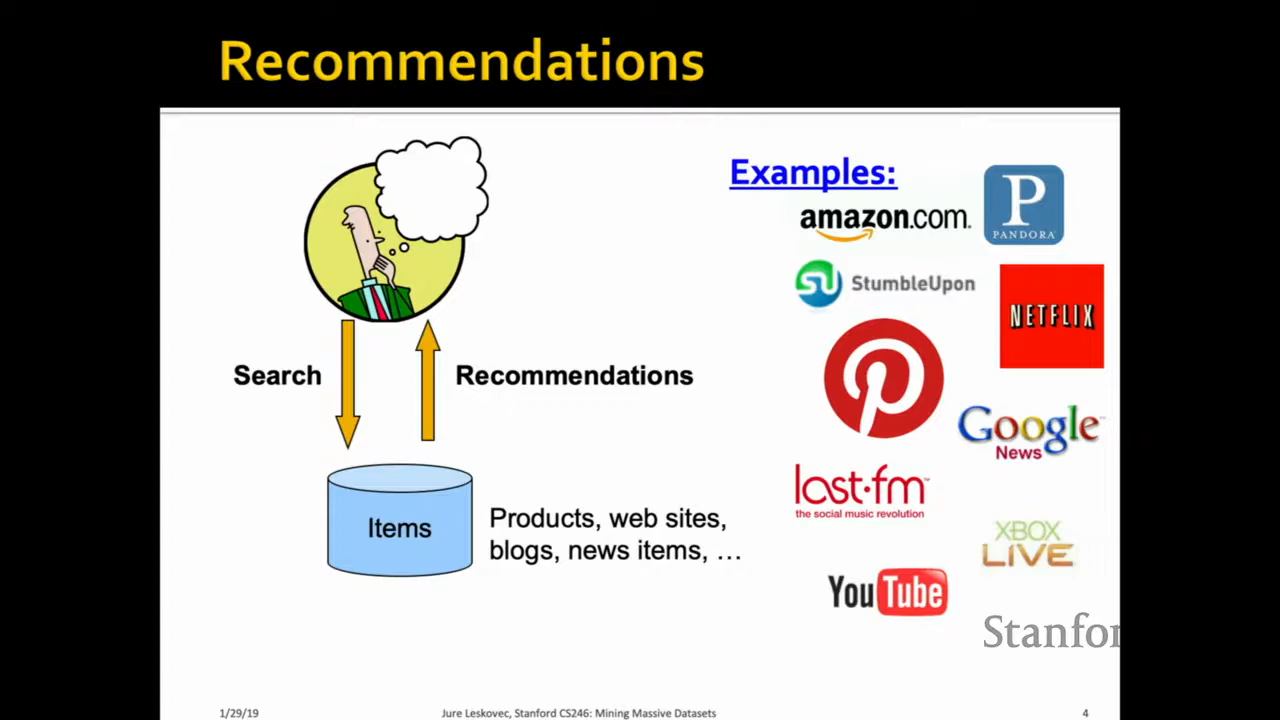 Recommendations
Examples:
amazon.com.
P
PANDORA
SU StumbleUpon
NETFLIX
Search
Recommendations
Google
News
last·fm
the social music revolution
Items
Products, web sites,
blogs, news items, …
XBOX
LIVE
YouTube
Stanfor
1/29/19
Jure Leskovec, Stanford CS246: Mining Massive Datasets
4